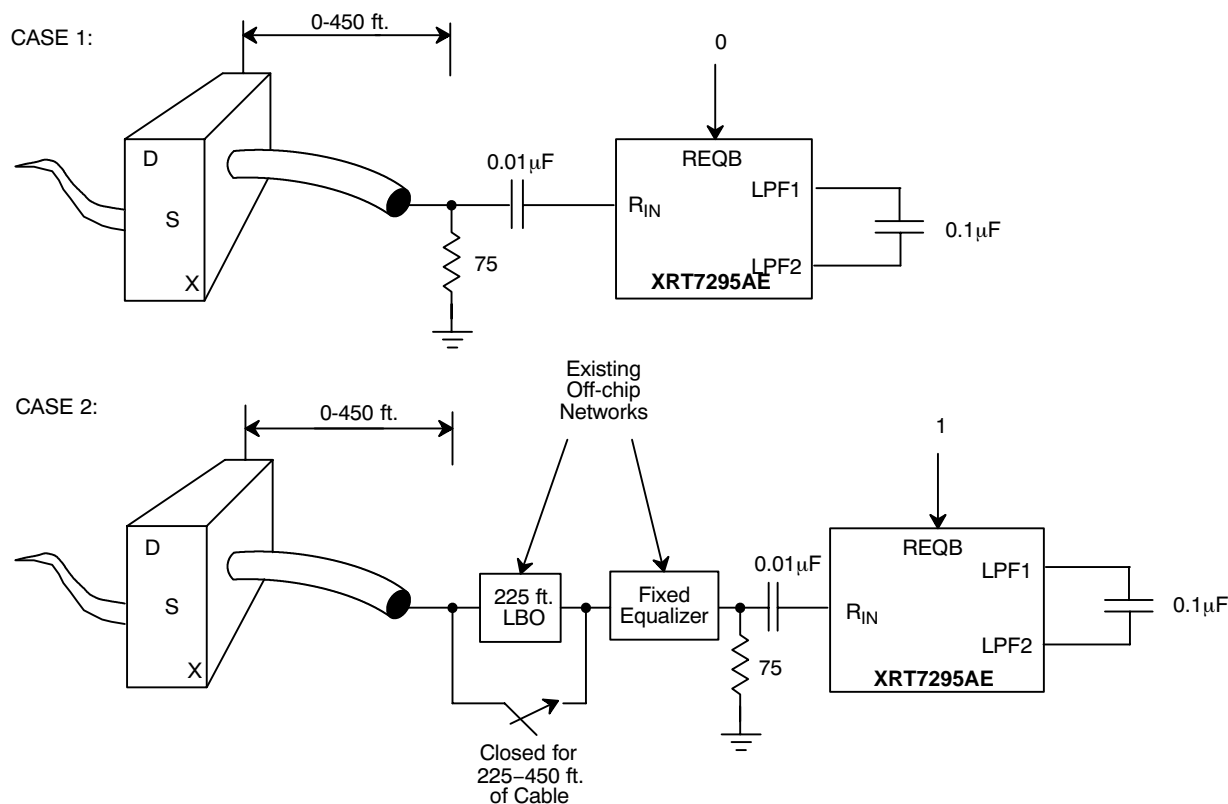 CASE 1:
0-450 ft.
0
D
S
X
0.01μF
75
REQB
R_IN
LPF1
LPF2
XRT7295AE
0.1μF
CASE 2:
0-450 ft.
Existing
Off-chip
Networks
1
D
S
X
225 ft.
LBO
Fixed
Equalizer
0.01μF
75
Closed for
225–450 ft.
of Cable
REQB
R_IN
LPF1
LPF2
XRT7295AE
0.1μF